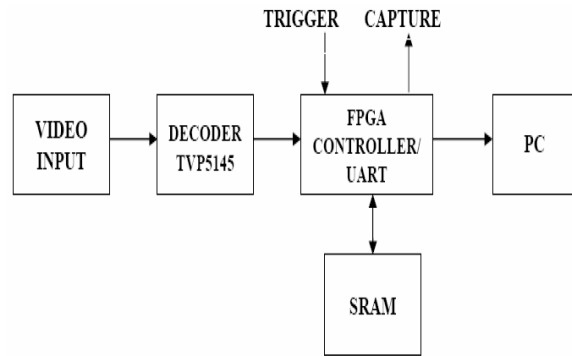 TRIGGER CAPTURE
VIDEO
INPUT
DECODER
TVP5145
FPGA
CONTROLLER/
UART
PC
SRAM